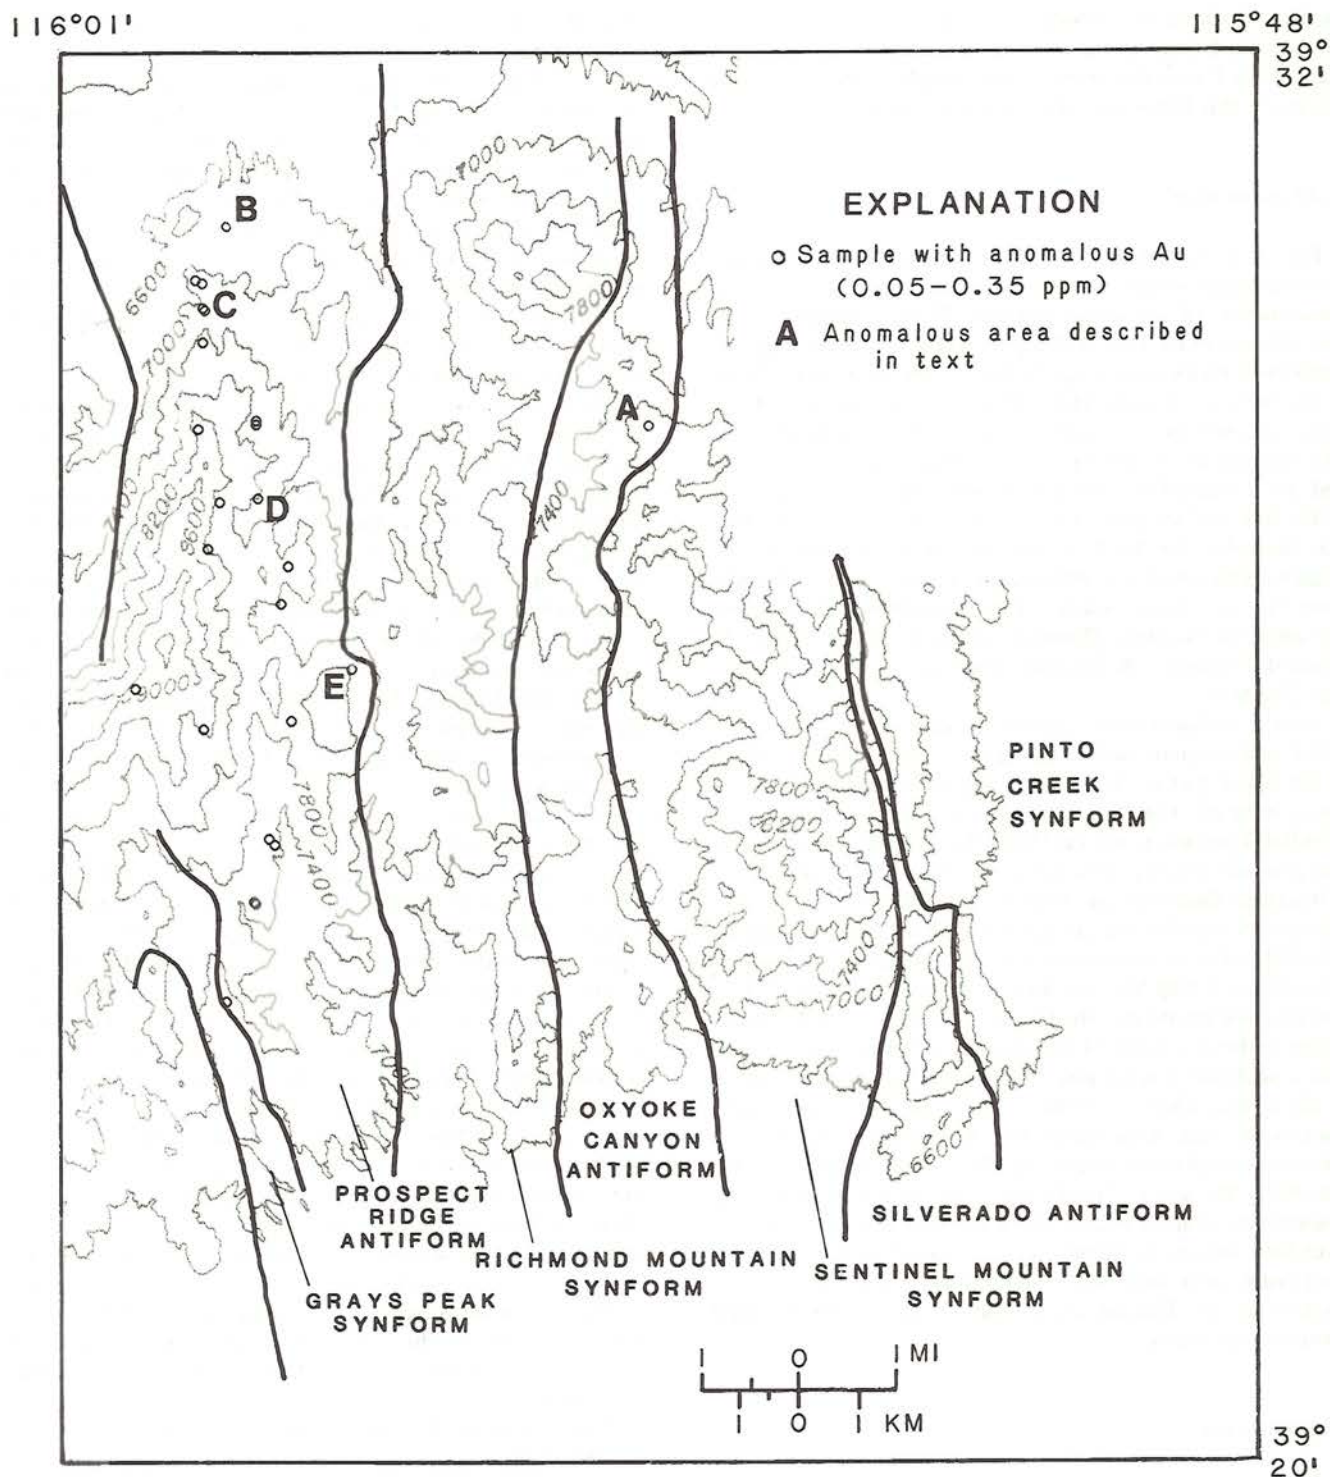 116°01'
115°48'
39°
32'
EXPLANATION
Sample with anomalous Au
(0.05–0.35 ppm)
A Anomalous area described
in text
B
C
A
D
E
7000
6600
7800
7000
7400
7400
8200
8600
9000
7800
7400
7800
8200
7400
7000
7000
6600
PINTO
CREEK
SYNFORM
OXYOKE
CANYON
ANTIFORM
PROSPECT
RIDGE
ANTIFORM
SILVERADO ANTIFORM
RICHMOND MOUNTAIN
SYNFORM
SENTINEL MOUNTAIN
SYNFORM
GRAYS PEAK
SYNFORM
1 0 1 MI
1 0 1 KM
39°
20'